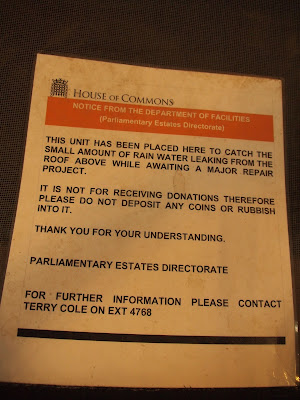 HOUSE OF COMMONS
NOTICE FROM THE DEPARTMENT OF FACILITIES
(Parliamentary Estates Directorate)
THIS UNIT HAS BEEN PLACED HERE TO CATCH THE
SMALL AMOUNT OF RAIN WATER LEAKING FROM THE
ROOF ABOVE WHILE AWAITING A MAJOR REPAIR
PROJECT.
IT IS NOT FOR RECEIVING DONATIONS THEREFORE
PLEASE DO NOT DEPOSIT ANY COINS OR RUBBISH
INTO IT.
THANK YOU FOR YOUR UNDERSTANDING.
PARLIAMENTARY ESTATES DIRECTORATE
FOR FURTHER INFORMATION PLEASE CONTACT
TERRY COLE ON EXT 4768